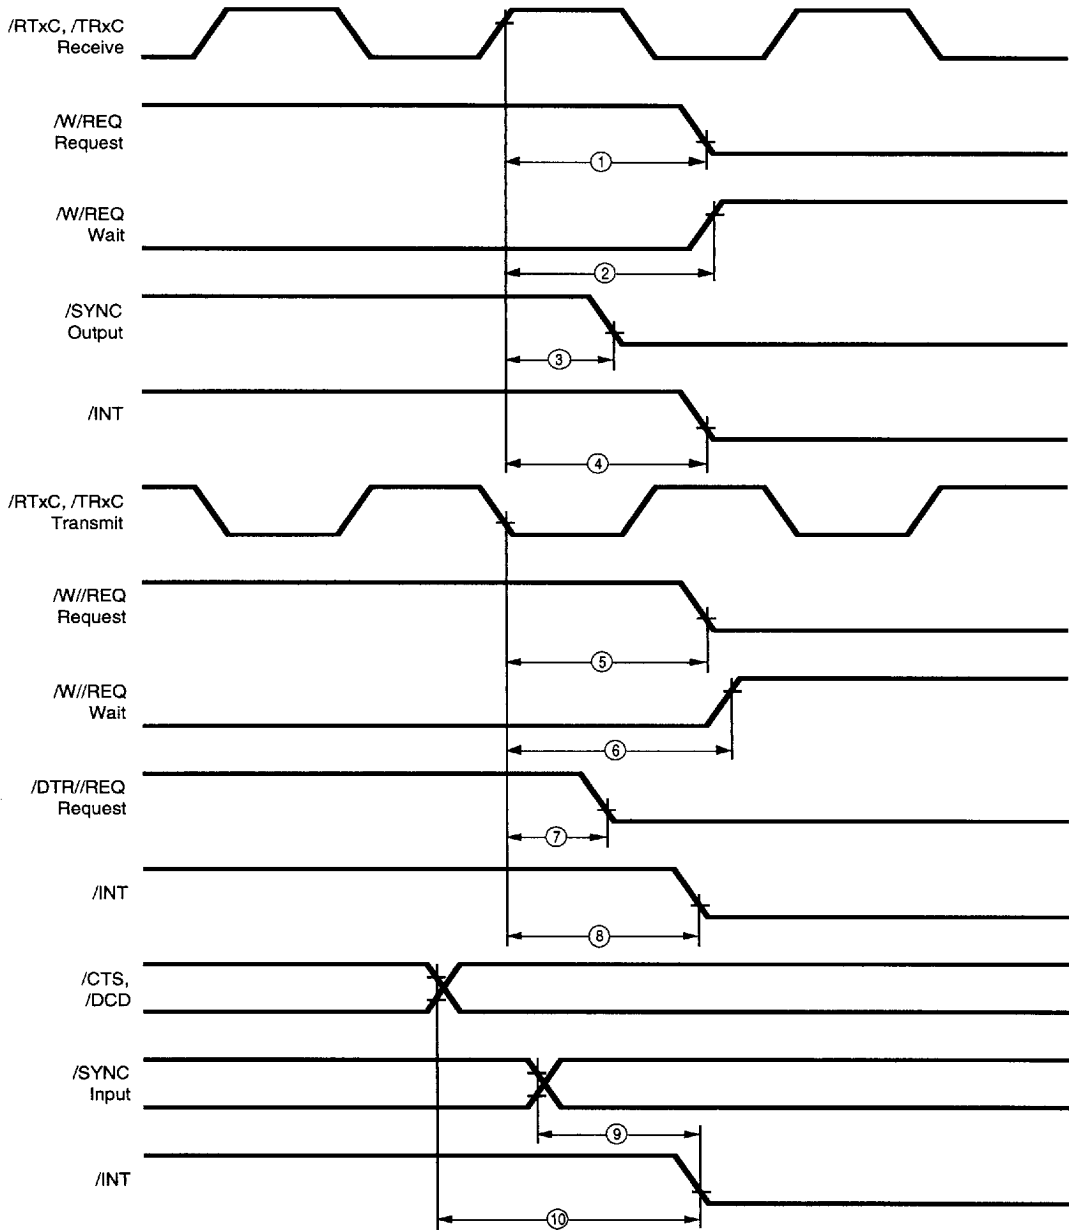 /RTxC, /TRxC
Receive
/W/REQ
Request
1
/W/REQ
Wait
2
/SYNC
Output
3
/INT
4
/RTxC, /TRxC
Transmit
/W//REQ
Request
5
/W//REQ
Wait
6
/DTR//REQ
Request
7
/INT
8
/CTS,
/DCD
/SYNC
Input
9
/INT
10